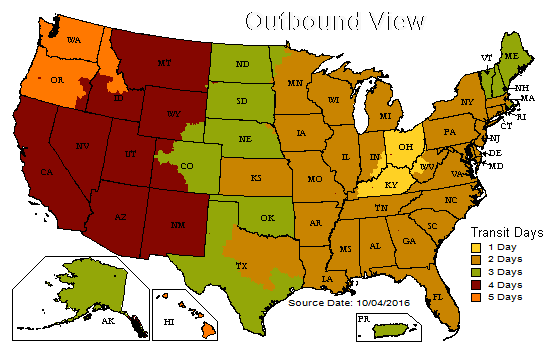 Outbound View
WA
OR
ID
MT
WY
NV
UT
CA
AZ
NM
CO
ND
SD
NE
KS
OK
TX
MN
IA
MO
AR
LA
WI
IL
IN
MI
OH
KY
TN
MS
AL
GA
FL
SC
NC
VA
WV
PA
NY
VT
ME
NH
MA
RI
CT
NJ
DE
MD
AK
HI
PR
Transit Days
1 Day
2 Days
3 Days
4 Days
5 Days
Source Date: 10/04/2016